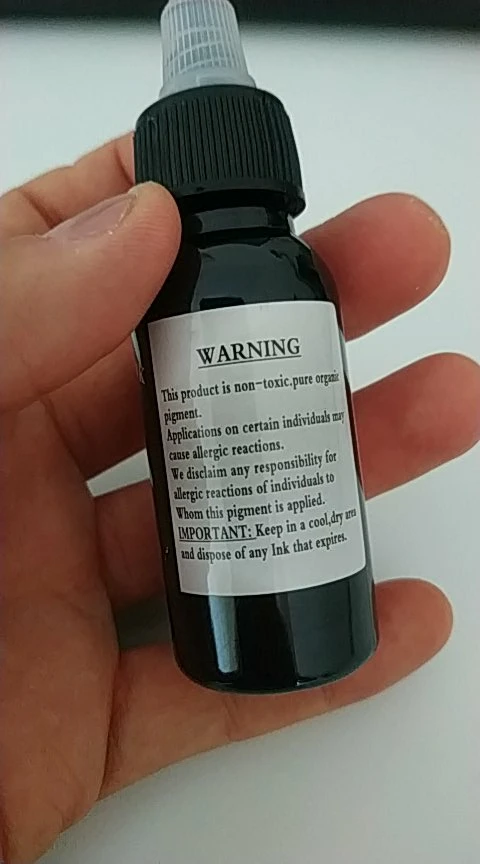 WARNING
This product is non-toxic.pure organic
pigment.
Applications on certain individuals may
cause allergic reactions.
We disclaim any responsibility for
allergic reactions of individuals to
Whom this pigment is applied.
IMPORTANT: Keep in a cool,dry area
and dispose of any Ink that expires.